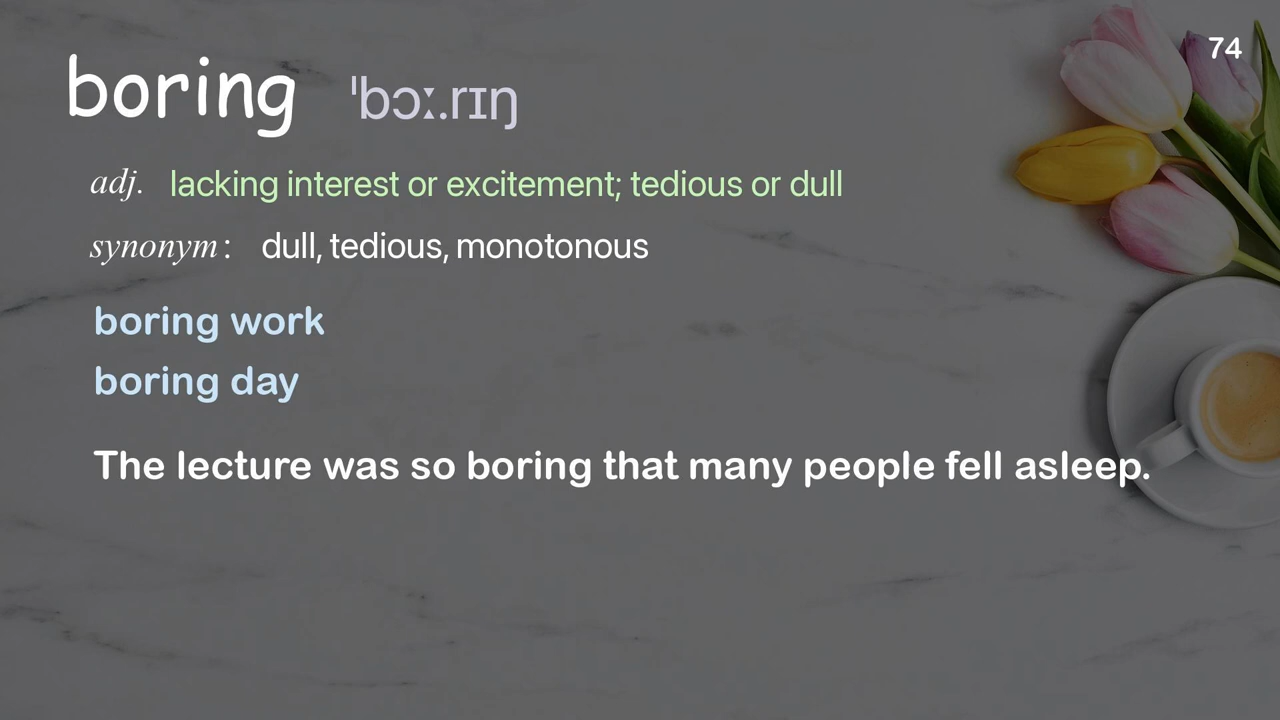 74
boring ˈbɔː.rɪŋ
adj. lacking interest or excitement; tedious or dull
synonym: dull, tedious, monotonous
boring work
boring day
The lecture was so boring that many people fell asleep.